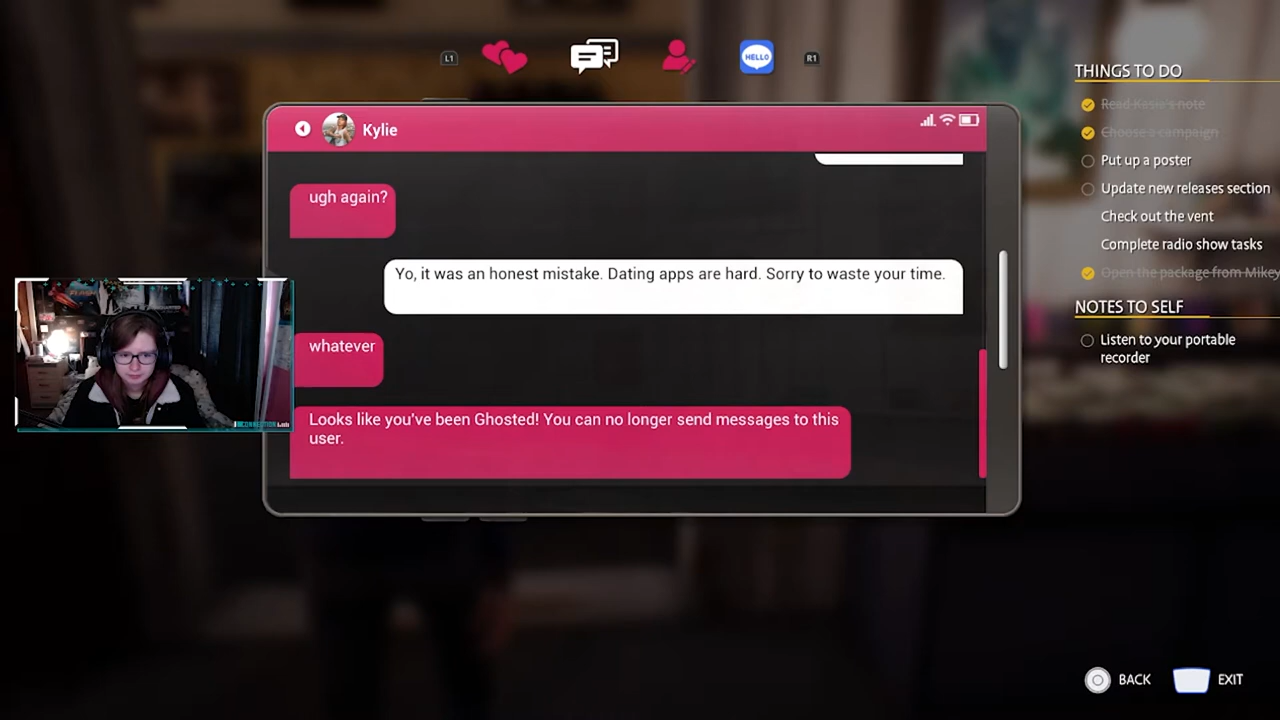 L1
HELLO
R1
THINGS TO DO
Read Kasia's note
Choose a campaign
Put up a poster
Update new releases section
Check out the vent
Complete radio show tasks
Open the package from Mikey
NOTES TO SELF
Listen to your portable
recorder
Kylie
ugh again?
Yo, it was an honest mistake. Dating apps are hard. Sorry to waste your time.
whatever
Looks like you've been Ghosted! You can no longer send messages to this
user.
BACK
EXIT